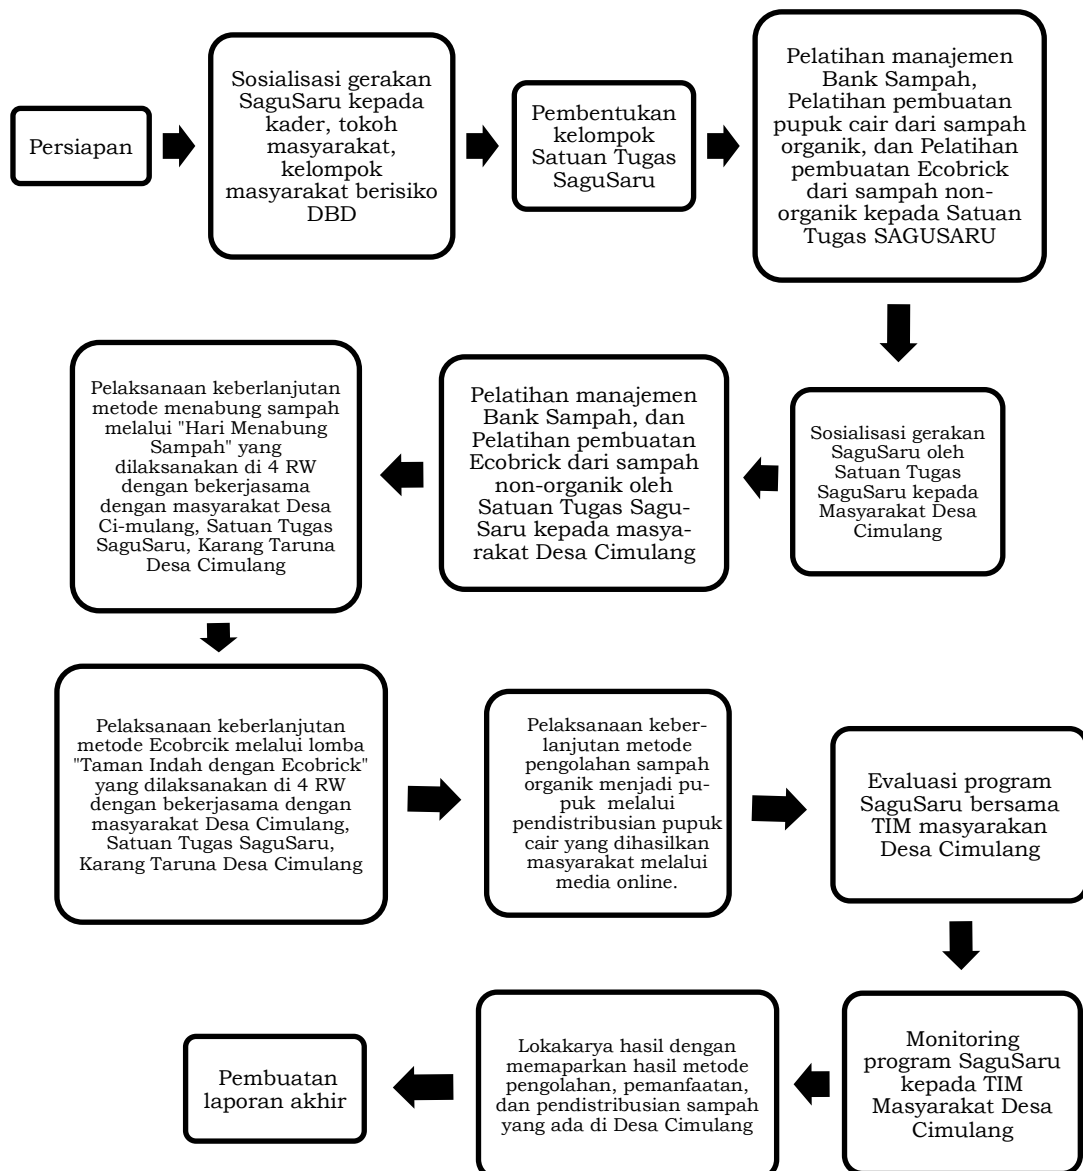 Persiapan
Sosialisasi gerakan
SaguSaru kepada
kader, tokoh
masyarakat,
kelompok
masyarakat berisiko
DBD
Pembentukan
kelompok
Satuan Tugas
SaguSaru
Pelatihan manajemen
Bank Sampah,
Pelatihan pembuatan
pupuk cair dari sampah
organik, dan Pelatihan
pembuatan Ecobrick
dari sampah non-
organik kepada Satuan
Tugas SAGUSARU
Sosialisasi gerakan
SaguSaru oleh
Satuan Tugas
SaguSaru kepada
Masyarakat Desa
Cimulang
Pelatihan manajemen
Bank Sampah, dan
Pelatihan pembuatan
Ecobrick dari sampah
non-organik oleh
Satuan Tugas Sagu-
Saru kepada masya-
rakat Desa Cimulang
Pelaksanaan keberlanjutan
metode menabung sampah
melalui "Hari Menabung
Sampah" yang
dilaksanakan di 4 RW
dengan bekerjasama
dengan masyarakat Desa
Ci-mulang, Satuan Tugas
SaguSaru, Karang Taruna
Desa Cimulang
Pelaksanaan keberlanjutan
metode Ecobrcik melalui lomba
"Taman Indah dengan Ecobrick"
yang dilaksanakan di 4 RW
dengan bekerjasama dengan
masyarakat Desa Cimulang,
Satuan Tugas SaguSaru,
Karang Taruna Desa Cimulang
Pelaksanaan keber-
lanjutan metode
pengolahan sampah
organik menjadi pu-
puk melalui
pendistribusian pupuk
cair yang dihasilkan
masyarakat melalui
media online.
Evaluasi program
SaguSaru bersama
TIM masyarakan
Desa Cimulang
Monitoring
program SaguSaru
kepada TIM
Masyarakat Desa
Cimulang
Lokakarya hasil dengan
memaparkan hasil metode
pengolahan, pemanfaatan,
dan pendistribusian sampah
yang ada di Desa Cimulang
Pembuatan
laporan akhir